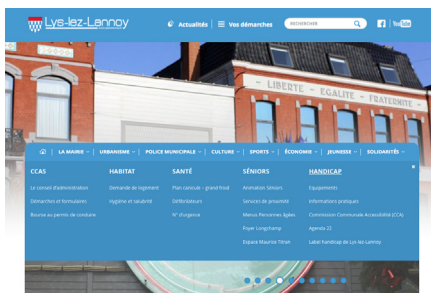 Lys-lez-Lannoy
Actualités
Vos démarches
RECHERCHER
YouTube
- LIBERTE - EGALITE - FRATERNITE -
LA MAIRIE
URBANISME
POLICE MUNICIPALE
CULTURE
SPORTS
ÉCONOMIE
JEUNESSE
SOLIDARITÉS
CCAS
Le conseil d'administration
Démarches et formulaires
Bourse au permis de conduire
HABITAT
Demande de logement
Hygiène et salubrité
SANTÉ
Plan canicule - grand froid
Défibrilateurs
N° d'urgence
SÉNIORS
Animation Séniors
Services de proximité
Menus Personnes âgées
Foyer Longchamp
Espace Maurice Titran
HANDICAP
Equipements
Informations pratiques
Commission Communale Accessibilité (CCA)
Agenda 22
Label handicap de Lys-lez-Lannoy